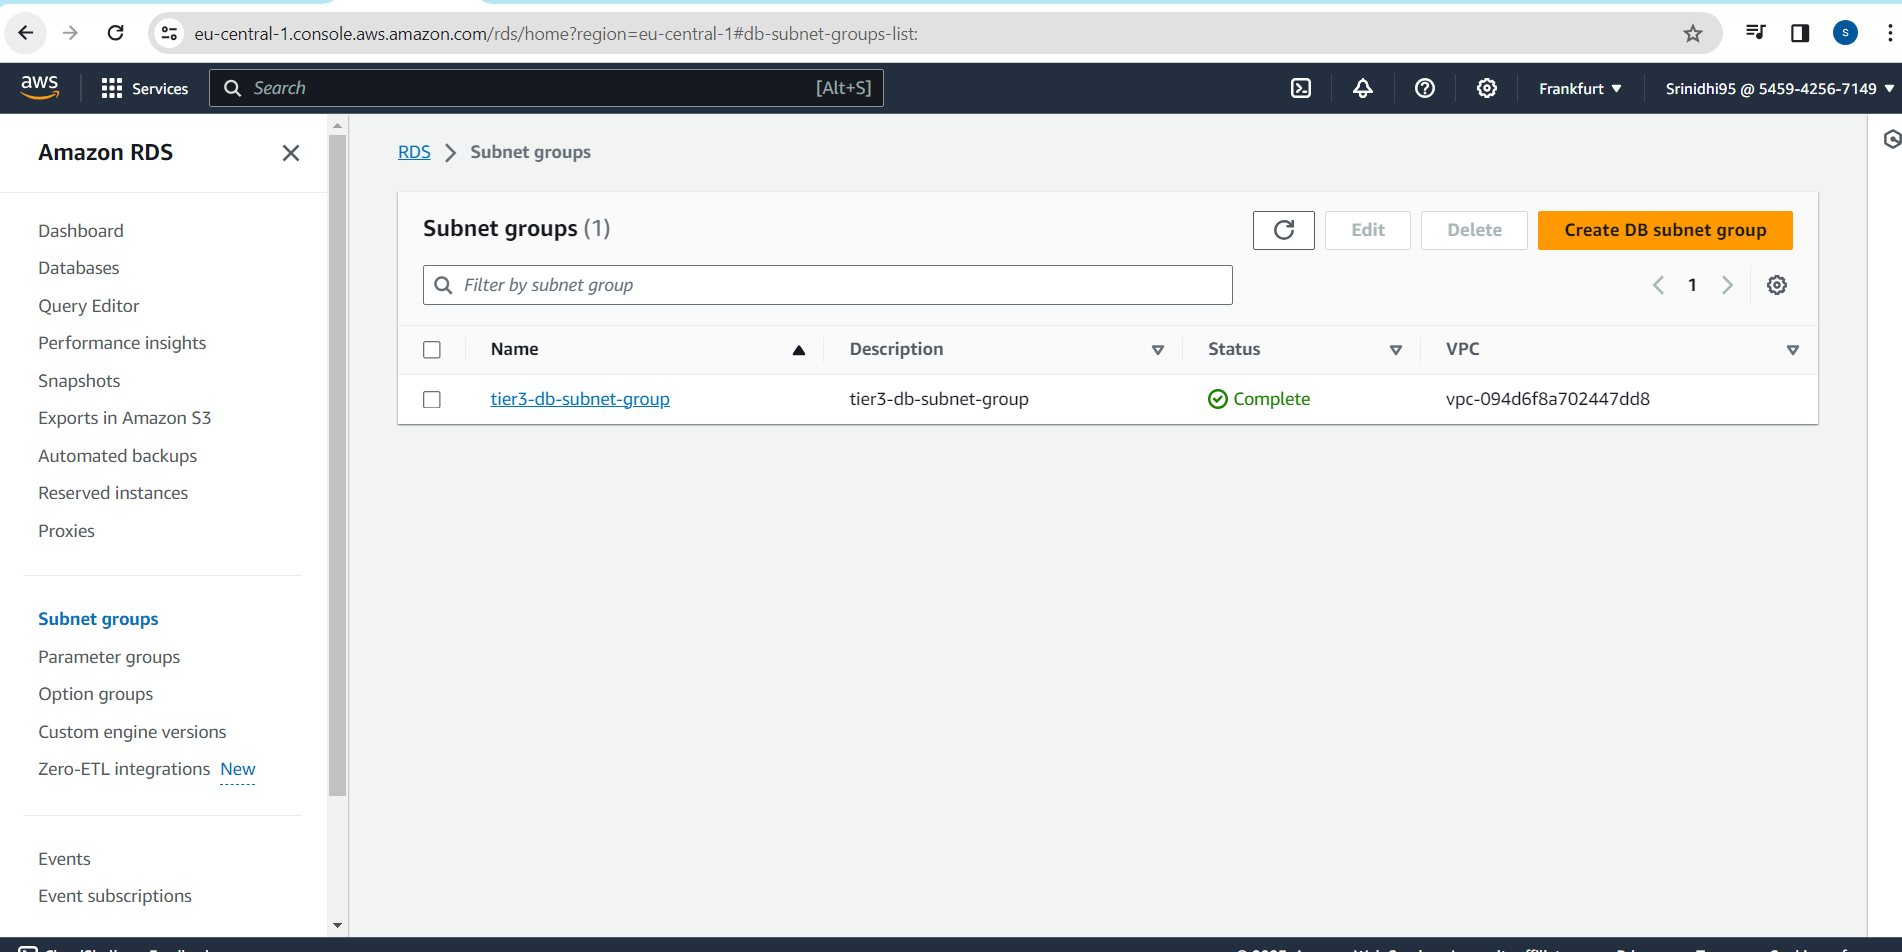 eu-central-1.console.aws.amazon.com/rds/home?region=eu-central-1#db-subnet-groups-list:
S
aws
Services
Search
[Alt+S]
Frankfurt
Srinidhi95 @ 5459-4256-7149
Amazon RDS
Dashboard
Databases
Query Editor
Performance insights
Snapshots
Exports in Amazon S3
Automated backups
Reserved instances
Proxies
Subnet groups
Parameter groups
Option groups
Custom engine versions
Zero-ETL integrations New
Events
Event subscriptions
RDS > Subnet groups
Subnet groups (1)
Edit
Delete
Create DB subnet group
Filter by subnet group
1
Name Description Status VPC
tier3-db-subnet-group tier3-db-subnet-group Complete vpc-094d6f8a702447dd8